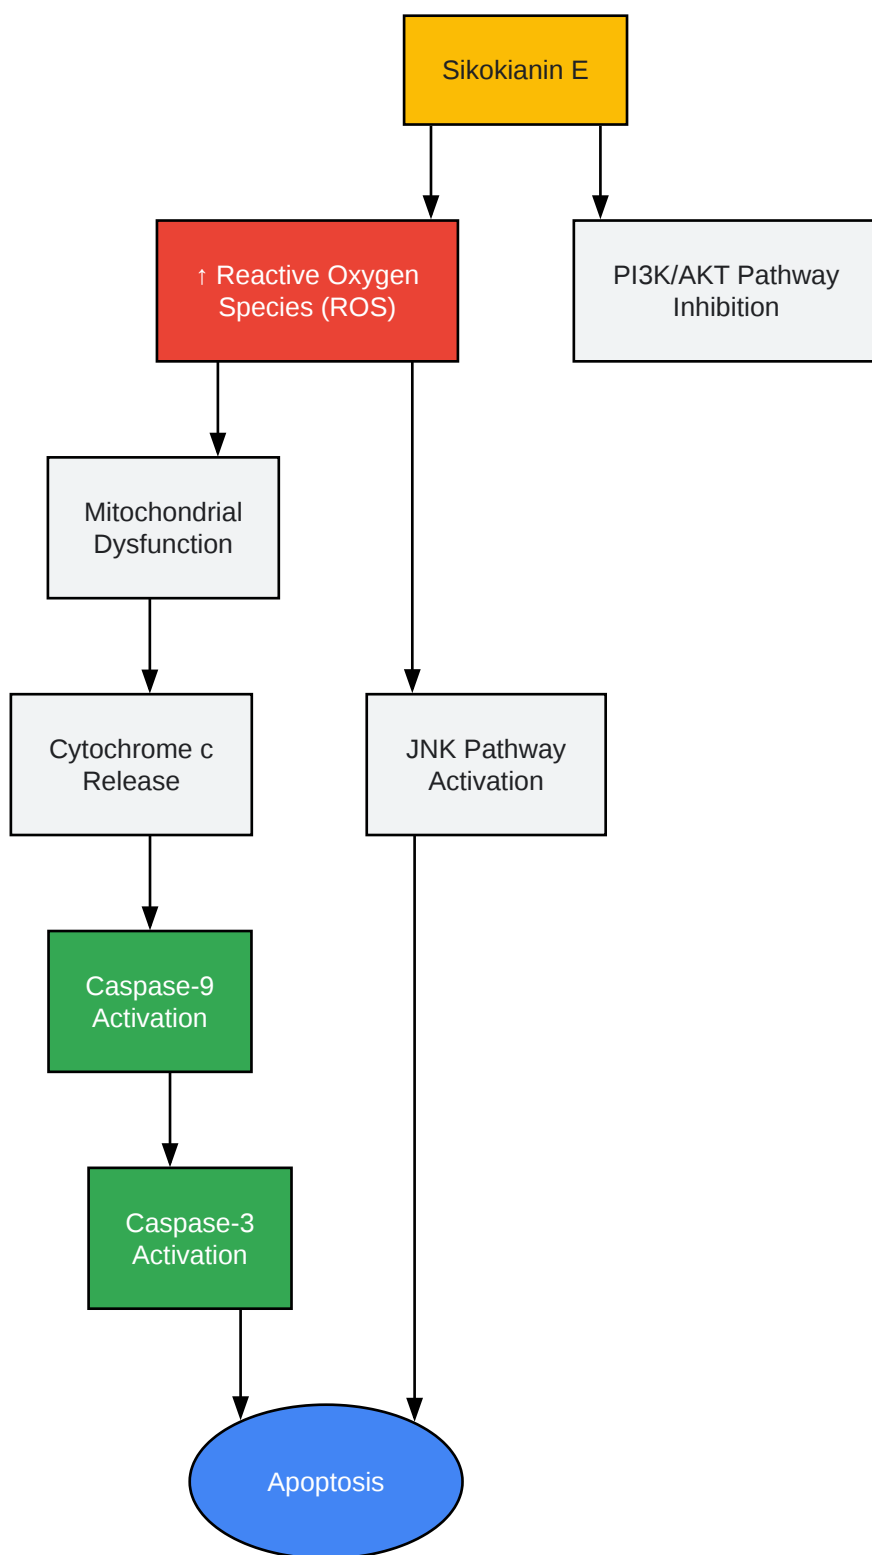 Sikokianin E
↑ Reactive Oxygen
Species (ROS)
PI3K/AKT Pathway
Inhibition
Mitochondrial
Dysfunction
Cytochrome c
Release
JNK Pathway
Activation
Caspase-9
Activation
Caspase-3
Activation
Apoptosis